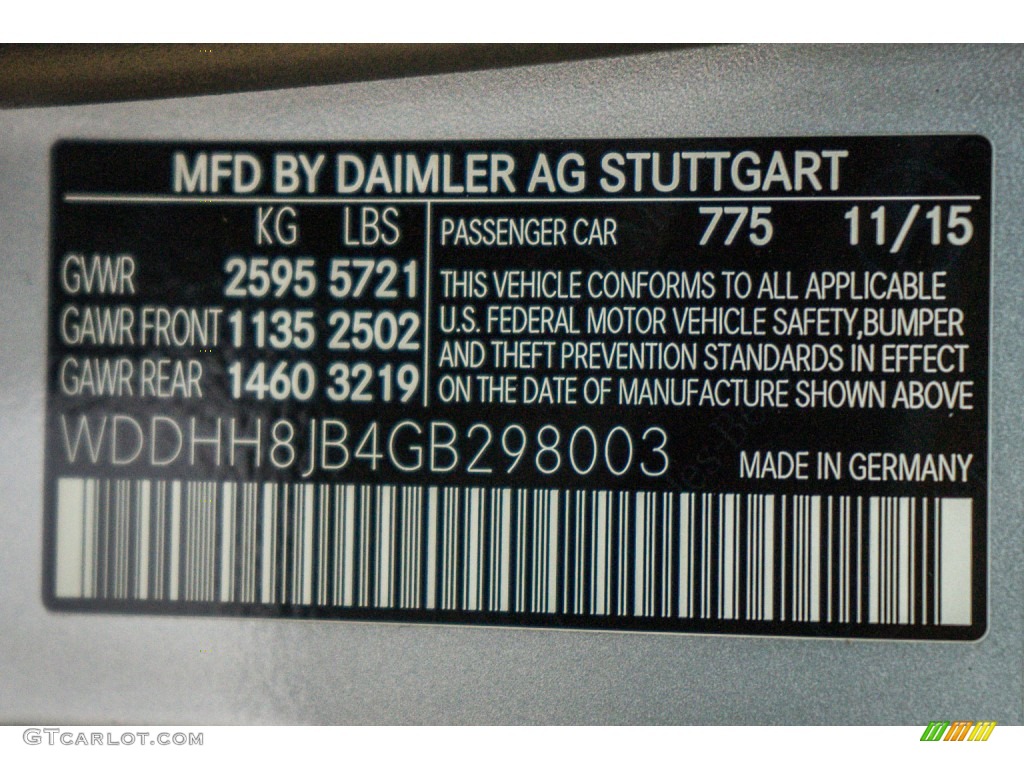 MFD BY DAIMLER AG STUTTGART
KG LBS
GVWR 2595 5721
GAWR FRONT 1135 2502
GAWR REAR 1460 3219
PASSENGER CAR 775 11/15
THIS VEHICLE CONFORMS TO ALL APPLICABLE
U.S. FEDERAL MOTOR VEHICLE SAFETY,BUMPER
AND THEFT PREVENTION STANDARDS IN EFFECT
ON THE DATE OF MANUFACTURE SHOWN ABOVE
WDDHH8JB4GB298003
MADE IN GERMANY
GTCARLOT.COM